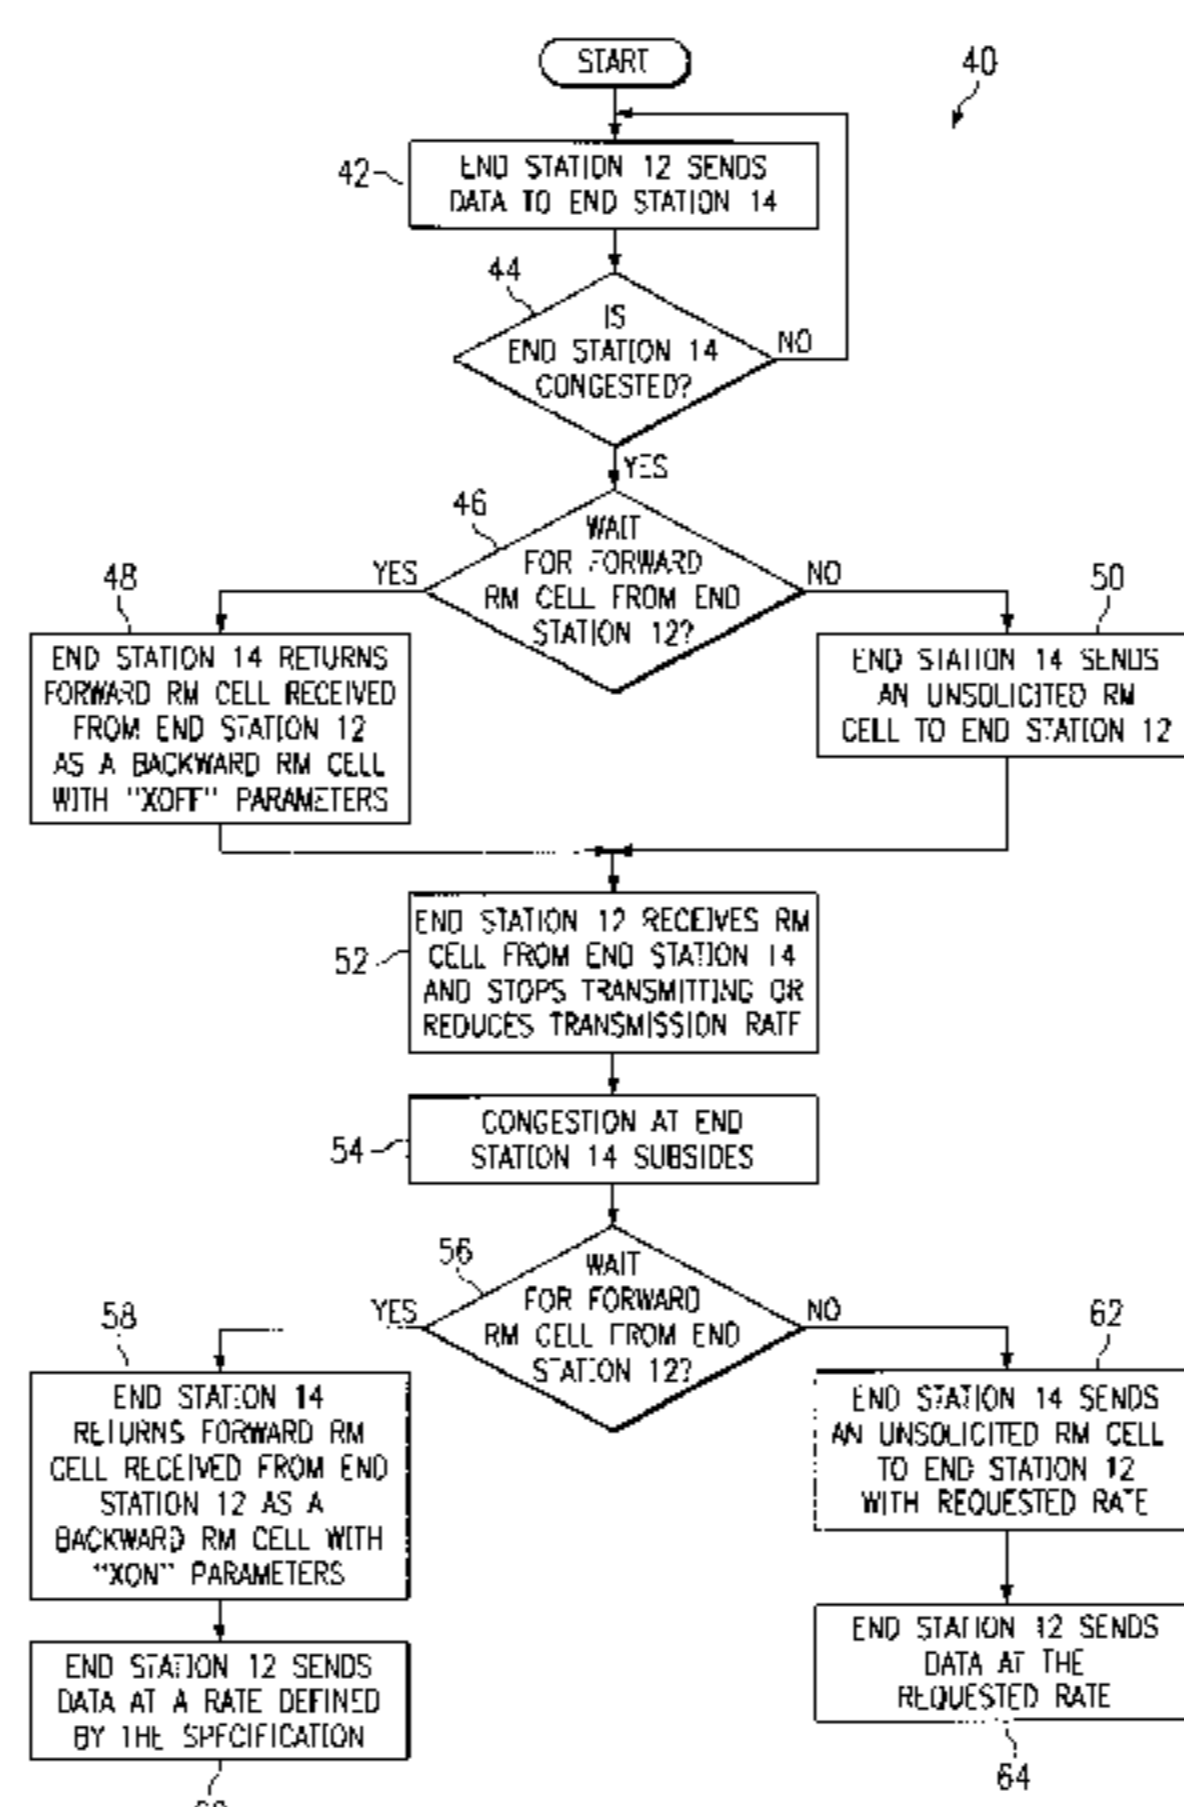 START
40
42
END STATION 12 SENDS
DATA TO END STATION 14
44
IS
END STATION 14
CONGESTED?
NO
YES
46
WAIT
FOR FORWARD
RM CELL FROM END
STATION 12?
YES
NO
48
50
END STATION 14 RETURNS
FORWARD RM CELL RECEIVED
FROM END STATION 12
AS A BACKWARD RM CELL
WITH "XOFF" PARAMETERS
END STATION 14 SENDS
AN UNSOLICITED RM
CELL TO END STATION 12
52
END STATION 12 RECEIVES RM
CELL FROM END STATION 14
AND STOPS TRANSMITTING OR
REDUCES TRANSMISSION RATE
54
CONGESTION AT END
STATION 14 SUBSIDES
56
WAIT
FOR FORWARD
RM CELL FROM END
STATION 12?
YES
NO
58
62
END STATION 14
RETURNS FORWARD RM
CELL RECEIVED FROM END
STATION 12 AS A
BACKWARD RM CELL WITH
"XON" PARAMETERS
END STATION 14 SENDS
AN UNSOLICITED RM CELL
TO END STATION 12
WITH REQUESTED RATE
END STATION 12 SENDS
DATA AT A RATE DEFINED
BY THE SPECIFICATION
END STATION 12 SENDS
DATA AT THE
REQUESTED RATE
64